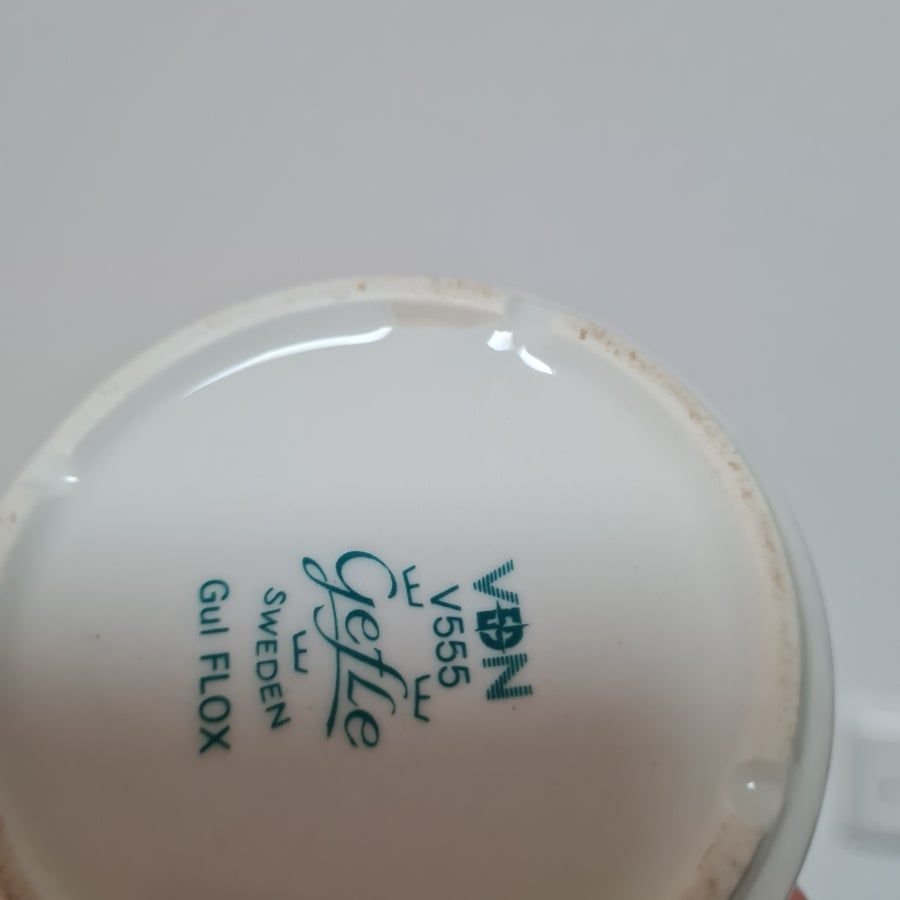 VDN
V555
Gefle
SWEDEN
Gul FLOX